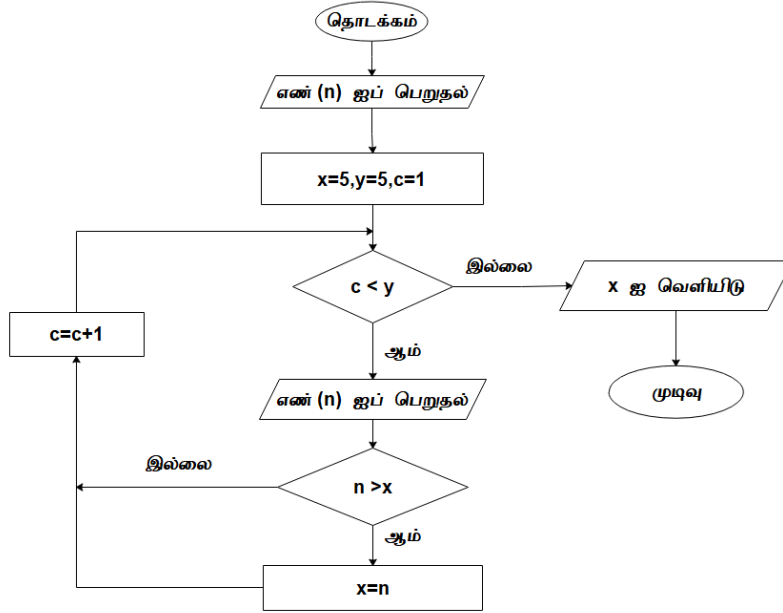 தொடக்கம்
எண் (n) ஐப் பெறுதல்
x=5,y=5,c=1
c < y
இல்லை
x ஐ வெளியிடு
c=c+1
ஆம்
எண் (n) ஐப் பெறுதல்
முடிவு
இல்லை
n >x
ஆம்
x=n